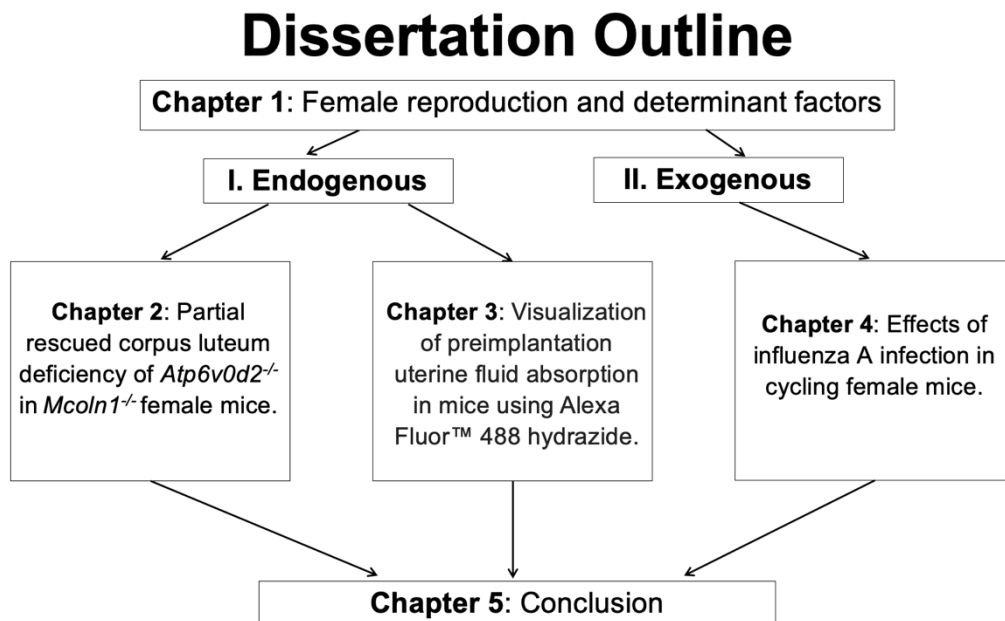 Dissertation Outline
Chapter 1: Female reproduction and determinant factors
I. Endogenous
II. Exogenous
Chapter 2: Partial
rescued corpus luteum
deficiency of Atp6v0d2-/-
in Mcoln1-/- female mice.
Chapter 3: Visualization
of preimplantation
uterine fluid absorption
in mice using Alexa
Fluor™ 488 hydrazide.
Chapter 4: Effects of
influenza A infection in
cycling female mice.
Chapter 5: Conclusion